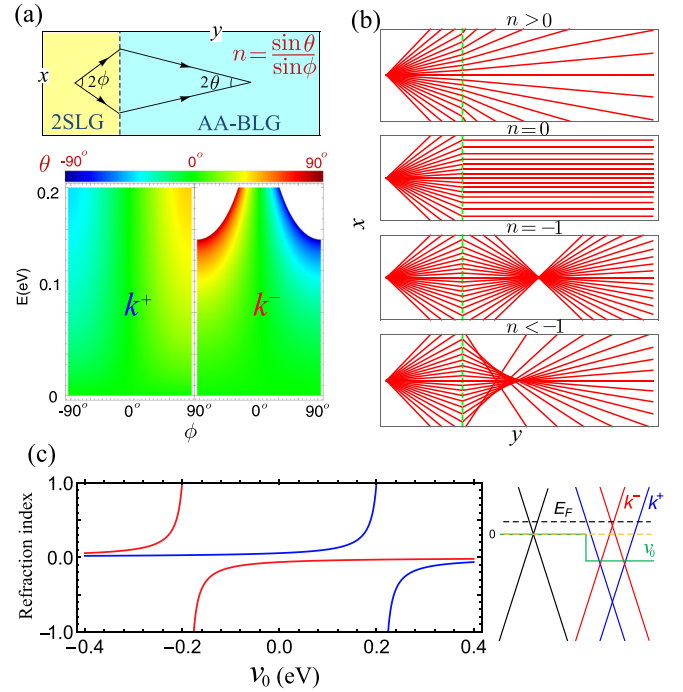 (a)
y
x
2φ
2θ
n = sinθ/sinφ
2SLG
AA-BLG
θ
-90° 0° 90°
0.2
0.1
0
E(eV)
k⁺
k⁻
-90° 0° 90° 0° 90°
φ
(b)
n>0
n=0
n=-1
n<-1
x
y
(c)
1.0
0.5
0.0
-0.5
-1.0
Refraction index
-0.4 -0.2 0.0 0.2 0.4
v₀ (eV)
k⁻ k⁺
E_F
0
v₀